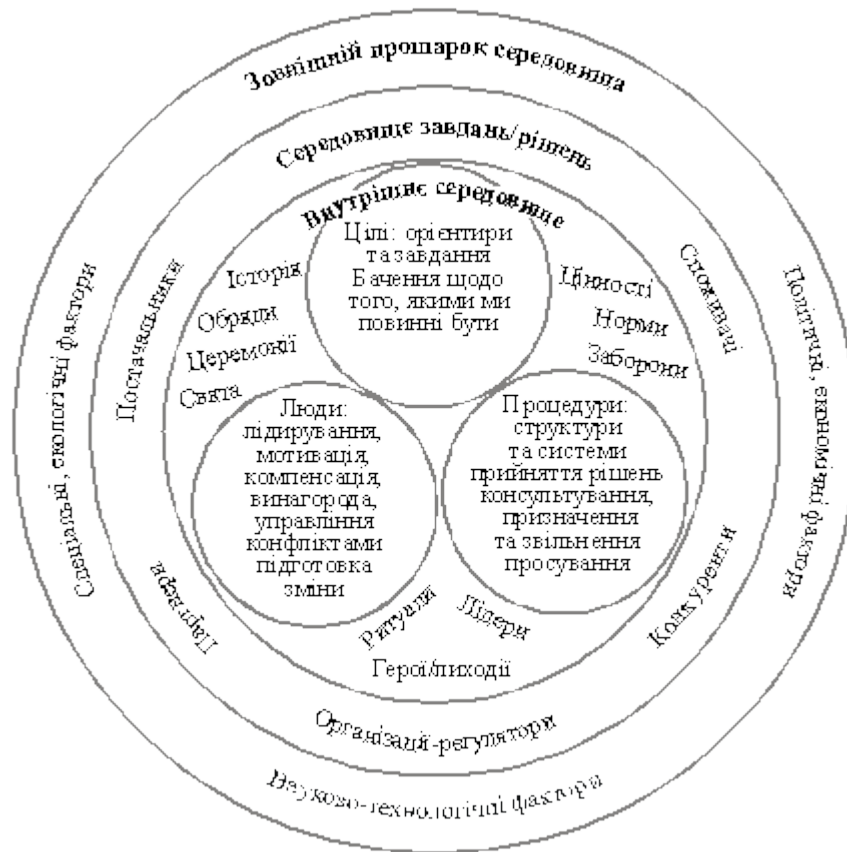 Зовнішній прошарок середовища
Середовище завдань/рішень
Внутрішнє середовище
Цілі: орієнтири
та завдання
Бачення щодо
того, якими ми
повинні бути
Історія
Обряди
Церемонії
Свята
Цінності
Норми
Заборони
Люди:
лідирування,
мотивація,
компенсація,
винагорода,
управління
конфліктами
підготовка
зміни
Процедури:
структури
та системи
прийняття рішень
консультування,
призначення
та звільнення
просування
Ритуали
Лідери
Герої/лиходії
Постачальники
Споживачі
Партнери
Конкуренти
Організації-регулятори
Спеціальні, екологічні фактори
Політичні, економічні фактори
Науково-технологічні фактори